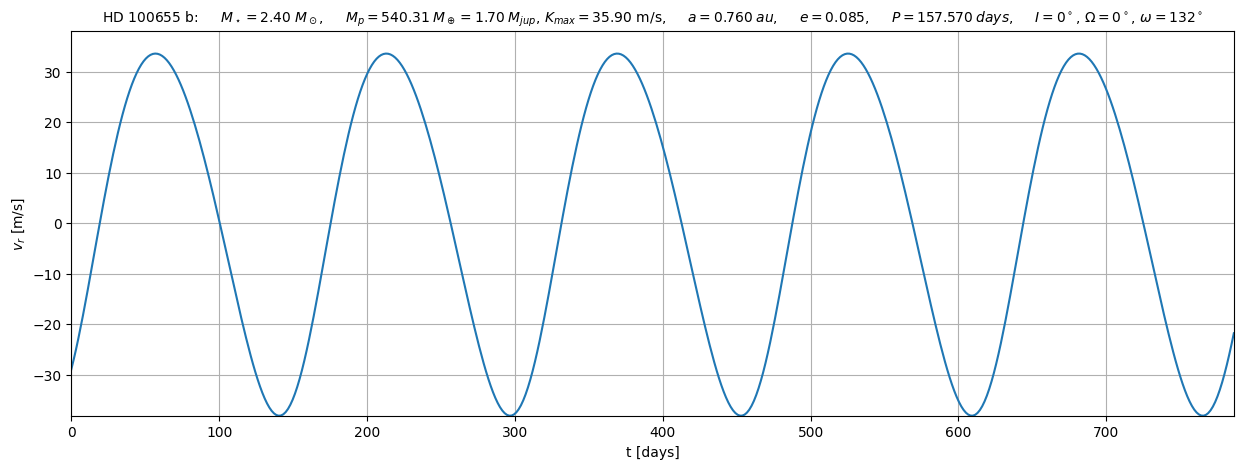 HD 100655 b: M⋆ = 2.40 M⊙, Mp = 540.31 M⊕ = 1.70 Mjup, Kmax = 35.90 m/s, a = 0.760 au, e = 0.085, P = 157.570 days, I = 0°, Ω = 0°, ω = 132°
30
20
10
0
−10
−20
−30
vr [m/s]
0 100 200 300 400 500 600 700
t [days]